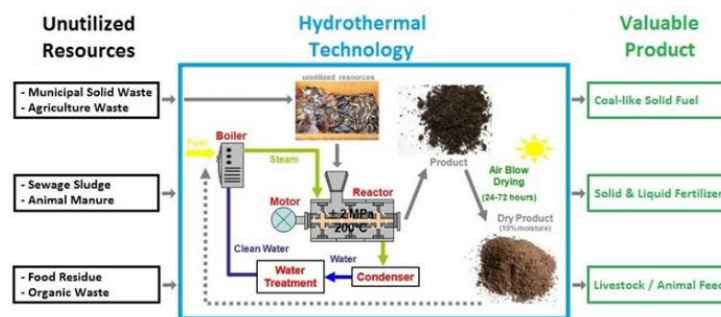 Unutilized
Resources
Hydrothermal
Technology
Valuable
Product
- Municipal Solid Waste
- Agriculture Waste
- Sewage Sludge
- Animal Manure
- Food Residue
- Organic Waste
unutilized resources
Fuel
Boiler
Steam
Motor
Reactor
± 2 MPa
200°C
Clean Water
Water
Treatment
Water
Condenser
Product
Air Blow
Drying
(24-72 hours)
Dry Product
(10% moisture)
Coal-like Solid Fuel
Solid & Liquid Fertilizer
Livestock / Animal Feed